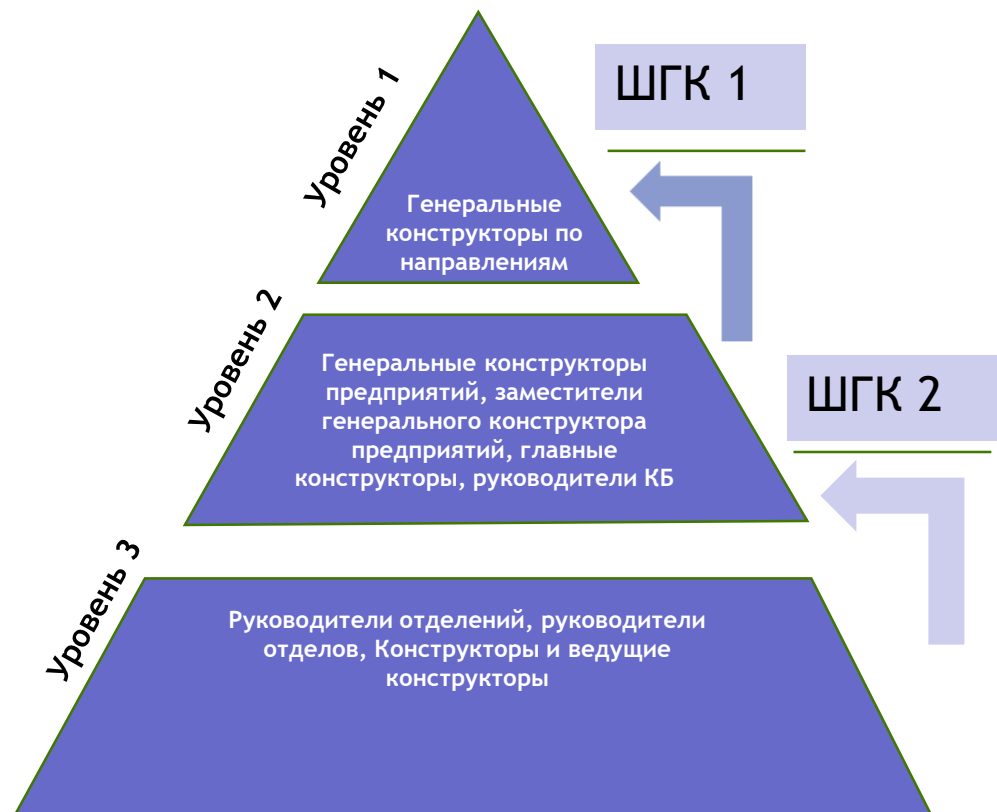 Уровень 1
ШГК 1
Генеральные
конструкторы по
направлениям
Уровень 2
Генеральные конструкторы
предприятий, заместители
генерального конструктора
предприятий, главные
конструкторы, руководители КБ
ШГК 2
Уровень 3
Руководители отделений, руководители
отделов, Конструкторы и ведущие
конструкторы